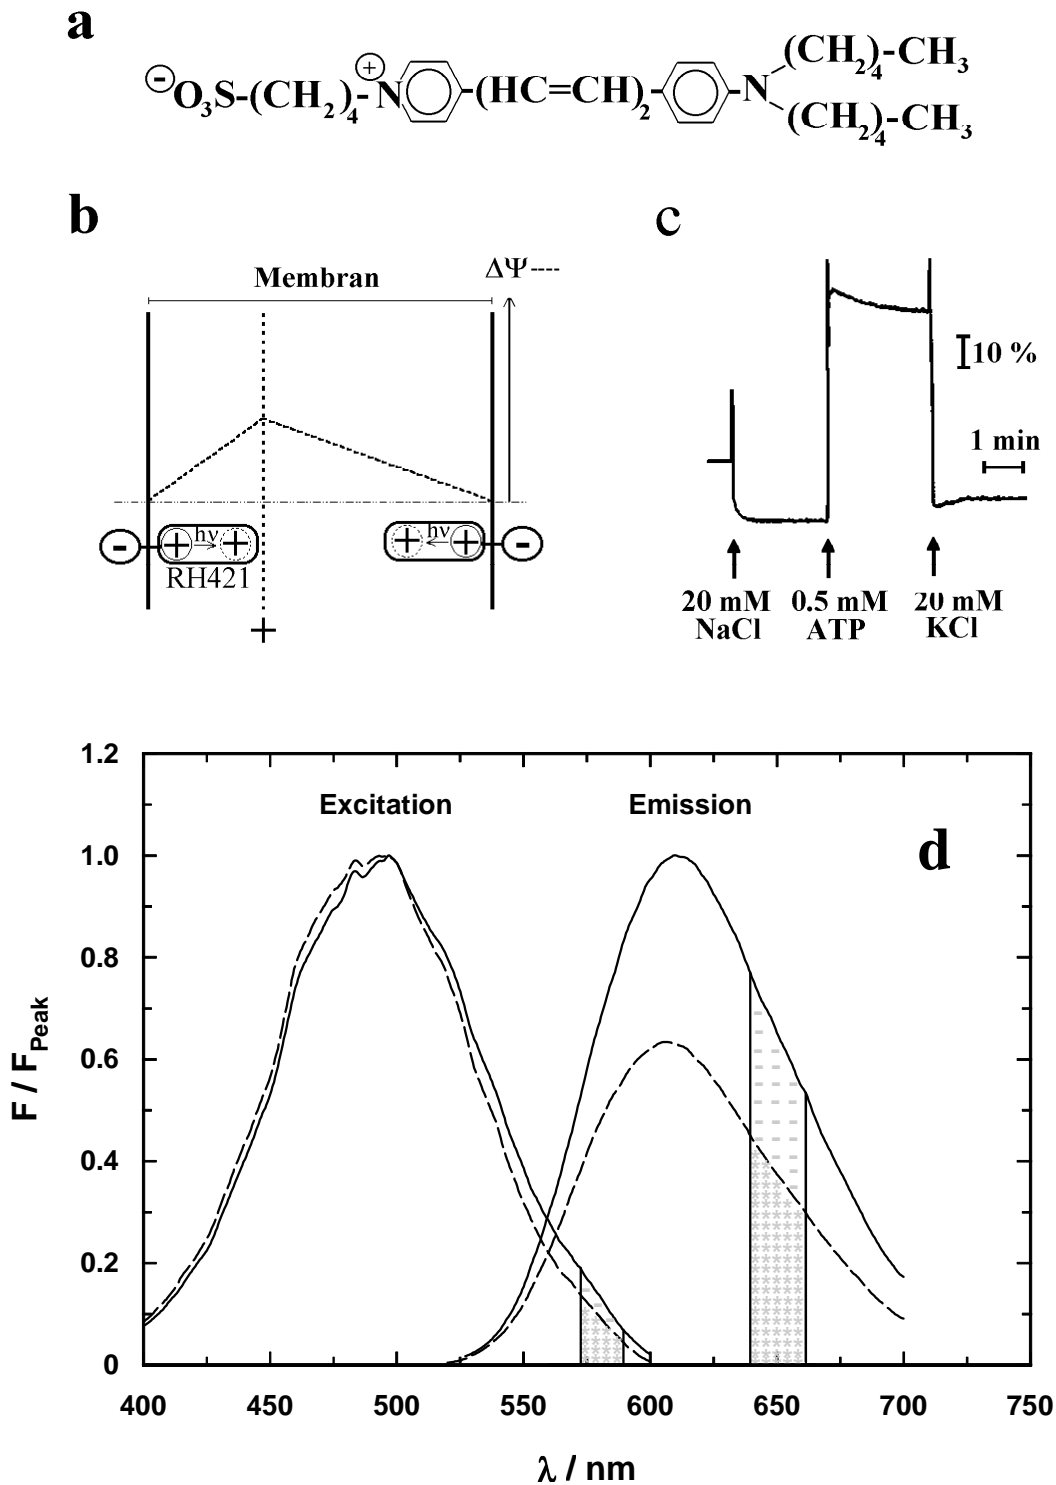 a
⊖O₃S-(CH₂)₄-N⊕-(HC=CH)₂-N
(CH₂)₄-CH₃
(CH₂)₄-CH₃
b
Membran
ΔΨ----
- + hν + + hν + -
RH421
+
c
10 %
1 min
20 mM NaCl
0.5 mM ATP
20 mM KCl
d
Excitation
Emission
F / F_Peak
1.2
1.0
0.8
0.6
0.4
0.2
0
400 450 500 550 600 650 700 750
λ / nm